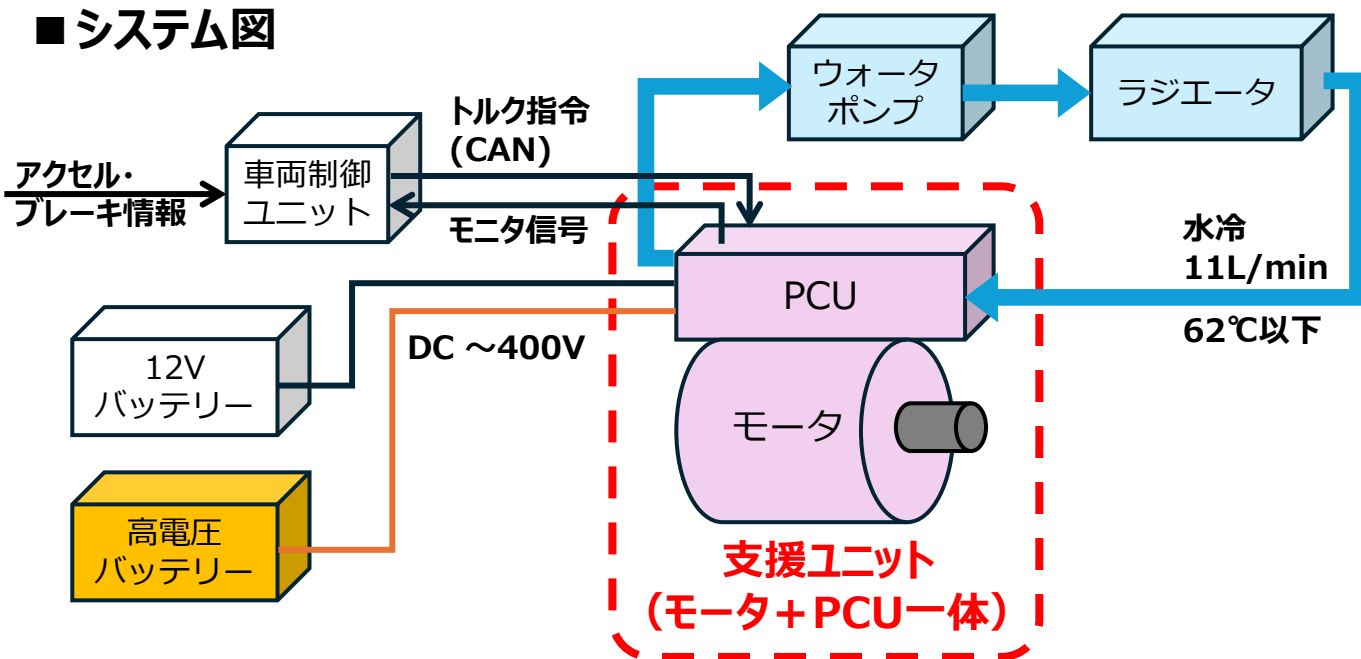 ■ システム図
ウォータ
ポンプ
ラジエータ
トルク指令
(CAN)
アクセル・
ブレーキ情報
車両制御
ユニット
モニタ信号
水冷
11L/min
62℃以下
PCU
DC ～400V
12V
バッテリー
モータ
高電圧
バッテリー
支援ユニット
（モータ＋PCU一体）